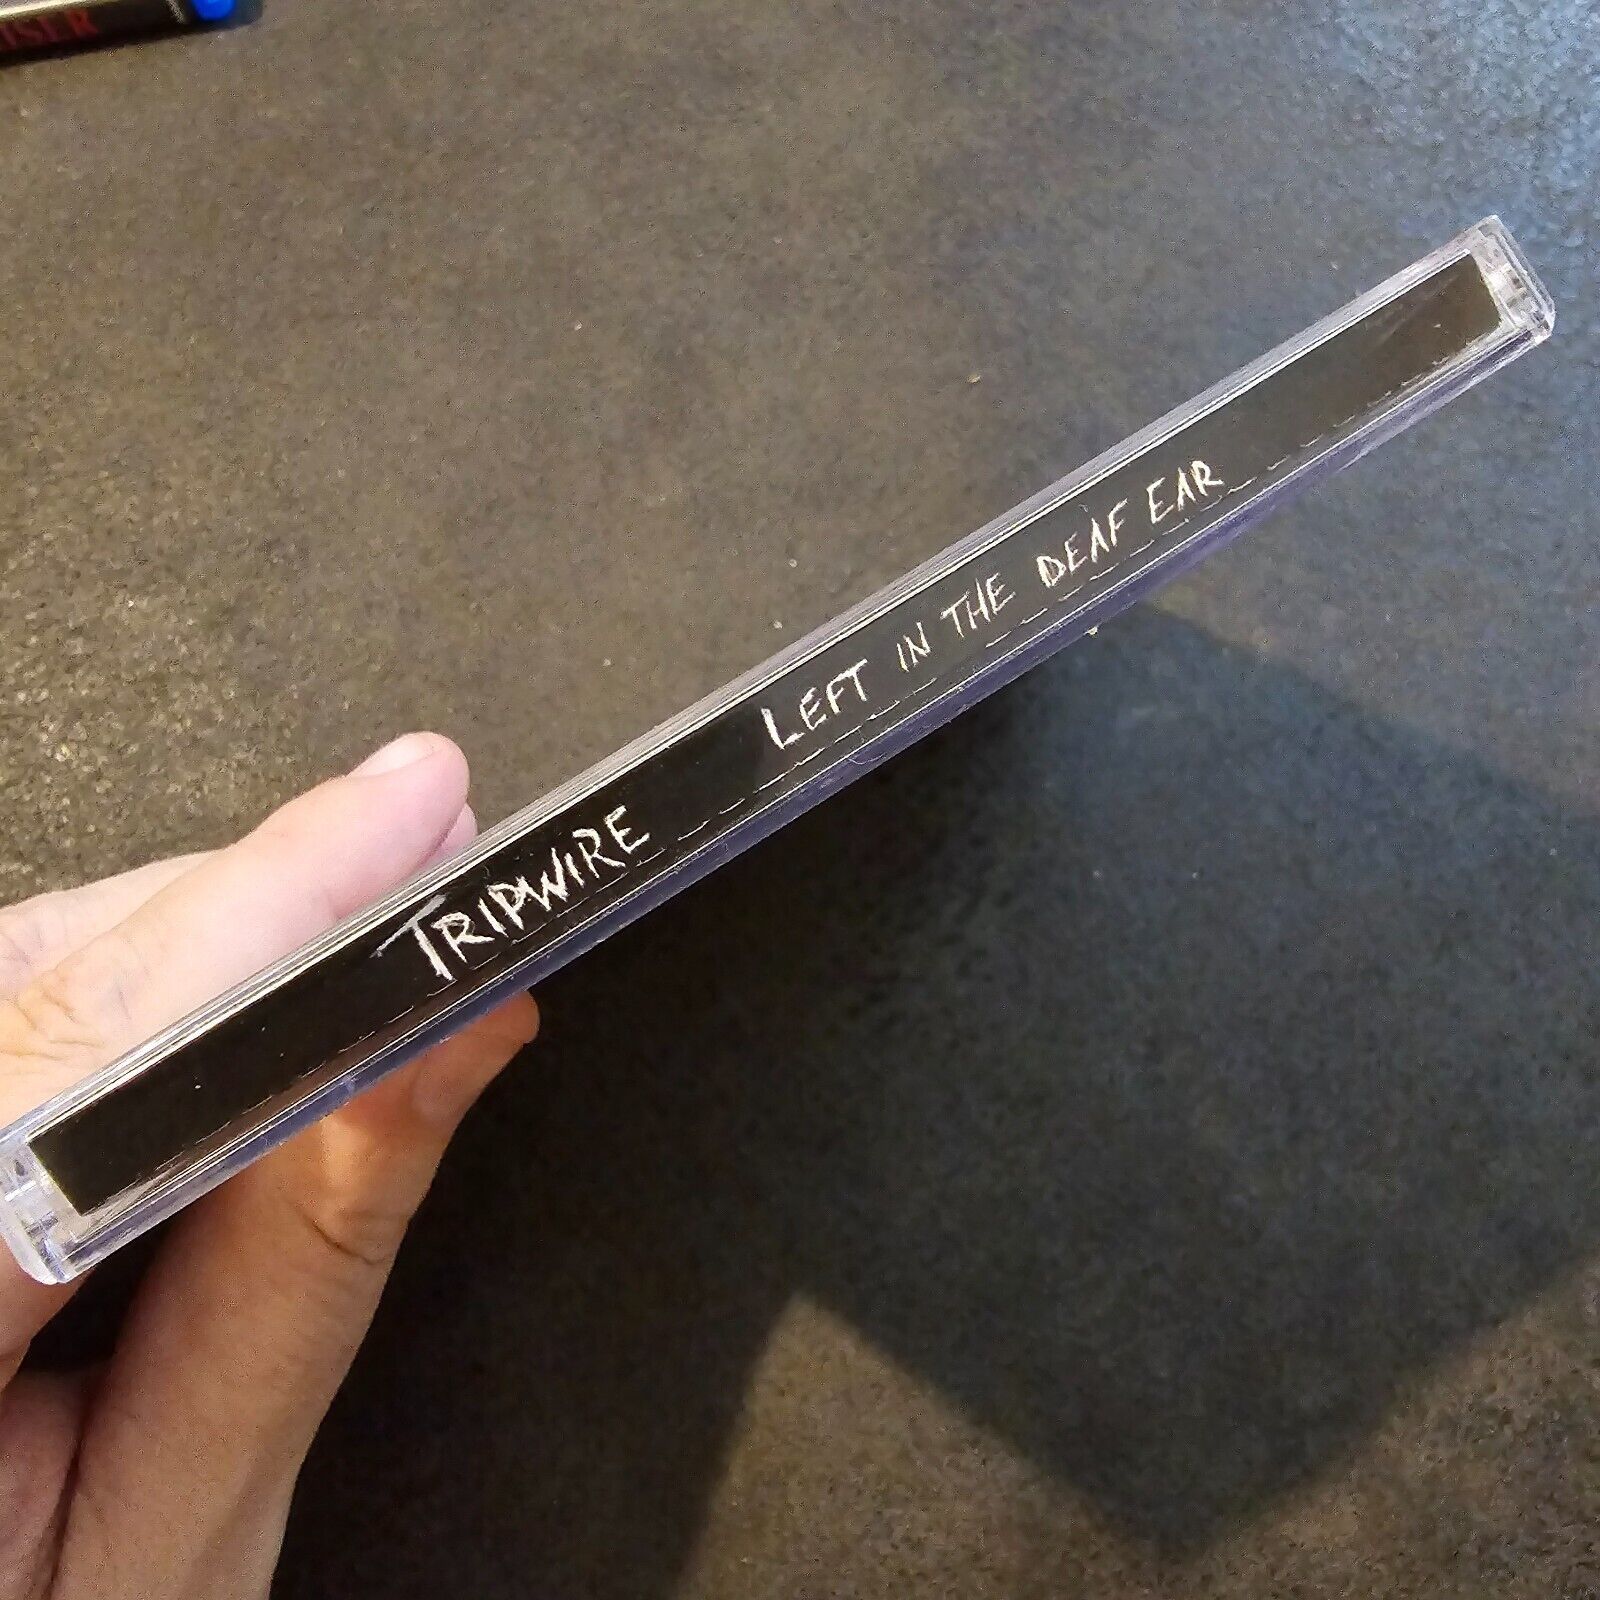 TRIPWIRE LEFT IN THE DEAF EAR